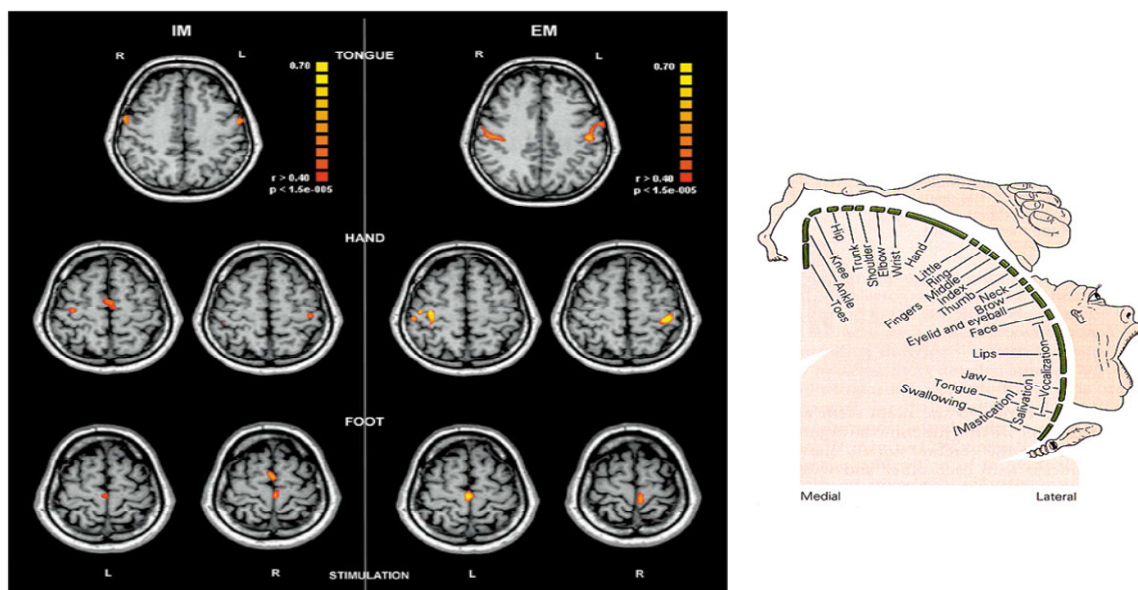 IM
EM
R
L
TONGUE
R
L
0.70
0.70
r > 0.40
p < 1.5e-005
r > 0.40
p < 1.5e-005
HAND
FOOT
L
R
STIMULATION
L
R
Toes
Ankle
Knee
Hip
Trunk
Shoulder
Elbow
Wrist
Hand
Little
Ring
Middle
Index
Thumb
Fingers
Neck
Brow
Eyelid and eyeball
Face
Lips
Vocalization
Jaw
Tongue
Swallowing
[Mastication]
[Salivation]
Medial
Lateral